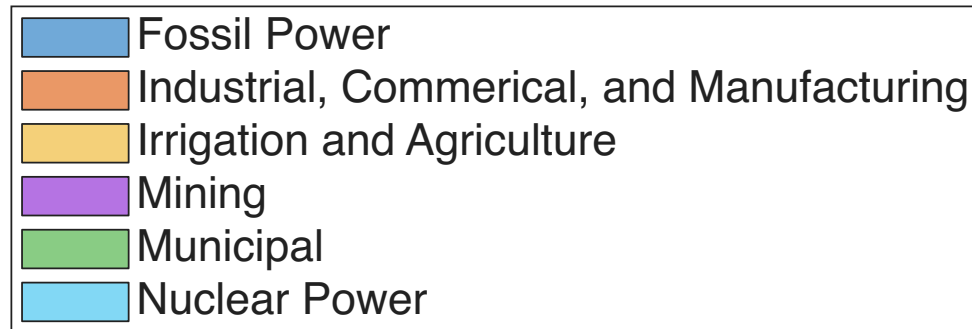 Fossil Power
Industrial, Commerical, and Manufacturing
Irrigation and Agriculture
Mining
Municipal
Nuclear Power